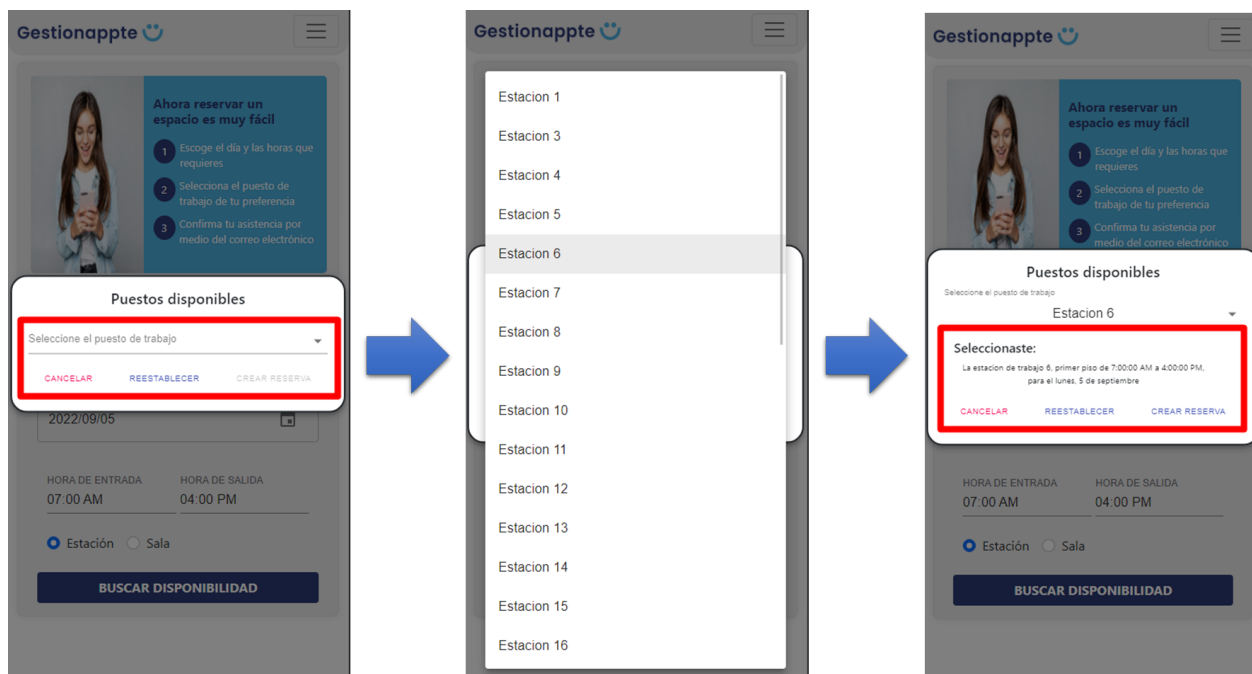 Gestionappte
Ahora reservar un
espacio es muy fácil
1 Escoge el día y las horas que
requieres
2 Selecciona el puesto de
trabajo de tu preferencia
3 Confirma tu asistencia por
medio del correo electrónico
Puestos disponibles
Seleccione el puesto de trabajo
CANCELAR REESTABLECER CREAR RESERVA
2022/09/05
HORA DE ENTRADA HORA DE SALIDA
07:00 AM 04:00 PM
Estación Sala
BUSCAR DISPONIBILIDAD
Gestionappte
Estacion 1
Estacion 3
Estacion 4
Estacion 5
Estacion 6
Estacion 7
Estacion 8
Estacion 9
Estacion 10
Estacion 11
Estacion 12
Estacion 13
Estacion 14
Estacion 15
Estacion 16
Gestionappte
Ahora reservar un
espacio es muy fácil
1 Escoge el día y las horas que
requieres
2 Selecciona el puesto de
trabajo de tu preferencia
3 Confirma tu asistencia por
medio del correo electrónico
Puestos disponibles
Seleccione el puesto de trabajo
Estacion 6
Seleccionaste:
La estacion de trabajo 6, primer piso de 7:00:00 AM a 4:00:00 PM,
para el lunes, 5 de septiembre
CANCELAR REESTABLECER CREAR RESERVA
HORA DE ENTRADA HORA DE SALIDA
07:00 AM 04:00 PM
Estación Sala
BUSCAR DISPONIBILIDAD